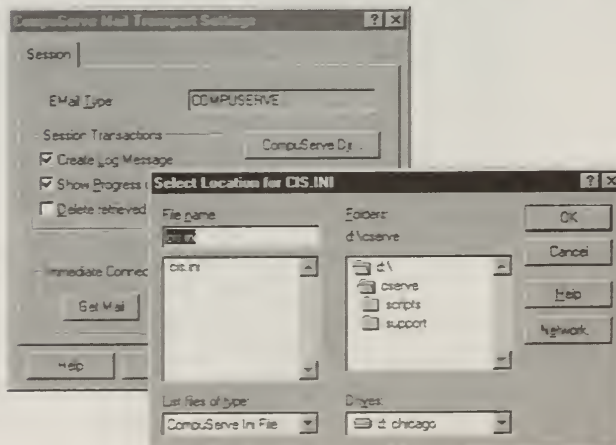 CompuServe Mail Transport Settings
Session
EMail Type
COMPUSERVE
Session Transactions
CompuServe Dir...
Create Log Message
Show Progress
Delete retrieved
Immediate Connec
Get Mail
Help
Select Location for CIS.INI
File name:
cis.ini
cis.ini
List files of type:
CompuServe Ini File
Folders:
d:\cserve
d:\
cserve
scripts
support
Drives:
d: chicago
OK
Cancel
Help
Network...